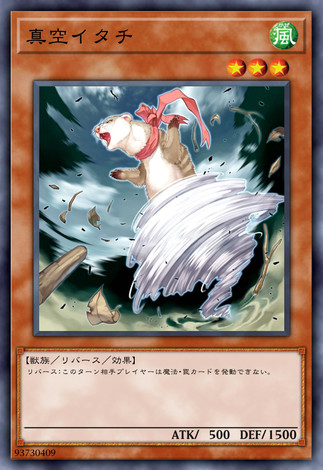 真空イタチ
風
【獣族／リバース／効果】
リバース：このターン相手プレイヤーは魔法・罠カードを発動できない。
ATK/ 500 DEF/1500
93730409